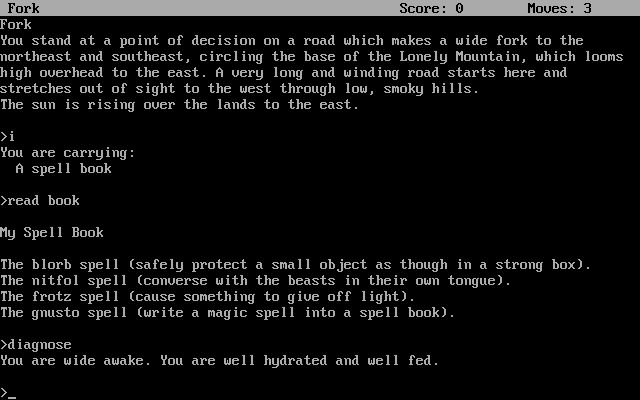 Fork Score: 0 Moves: 3
Fork
You stand at a point of decision on a road which makes a wide fork to the
northeast and southeast, circling the base of the Lonely Mountain, which looms
high overhead to the east. A very long and winding road starts here and
stretches out of sight to the west through low, smoky hills.
The sun is rising over the lands to the east.
>i
You are carrying:
A spell book
>read book
My Spell Book
The blorb spell (safely protect a small object as though in a strong box).
The nitfol spell (converse with the beasts in their own tongue).
The frotz spell (cause something to give off light).
The gnusto spell (write a magic spell into a spell book).
>diagnose
You are wide awake. You are well hydrated and well fed.
>_